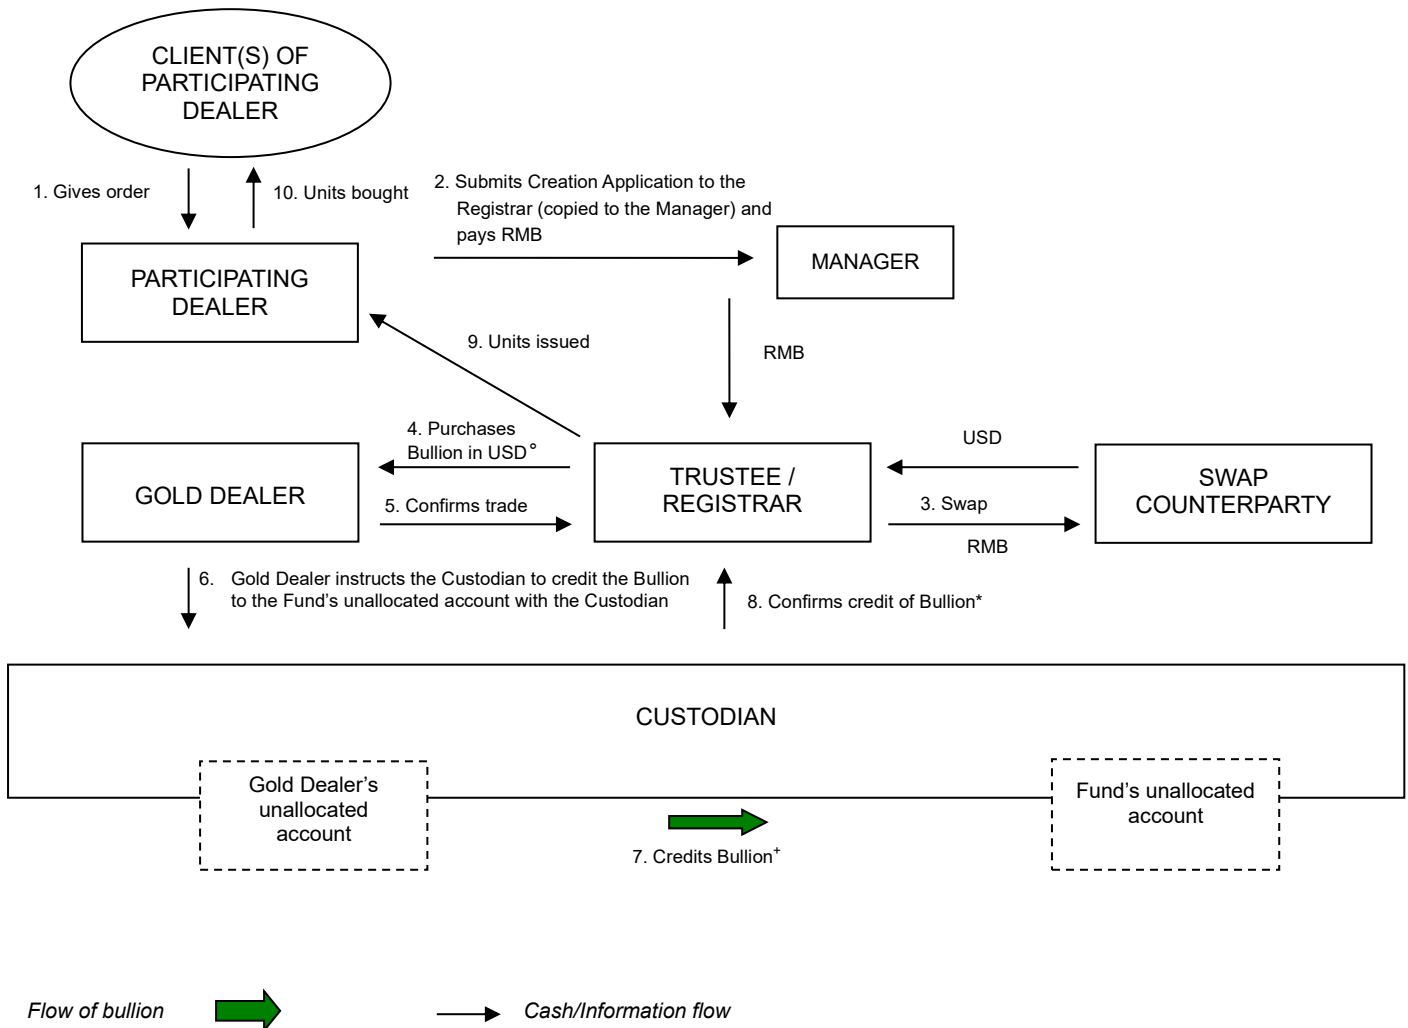 CLIENT(S) OF
PARTICIPATING
DEALER
1. Gives order
10. Units bought
2. Submits Creation Application to the
Registrar (copied to the Manager) and
pays RMB
PARTICIPATING
DEALER
MANAGER
9. Units issued
RMB
4. Purchases
Bullion in USD°
USD
GOLD DEALER
TRUSTEE /
REGISTRAR
SWAP
COUNTERPARTY
5. Confirms trade
3. Swap
RMB
6. Gold Dealer instructs the Custodian to credit the Bullion
to the Fund’s unallocated account with the Custodian
8. Confirms credit of Bullion*
CUSTODIAN
Gold Dealer’s
unallocated
account
Fund’s unallocated
account
7. Credits Bullion+
Flow of bullion
Cash/Information flow